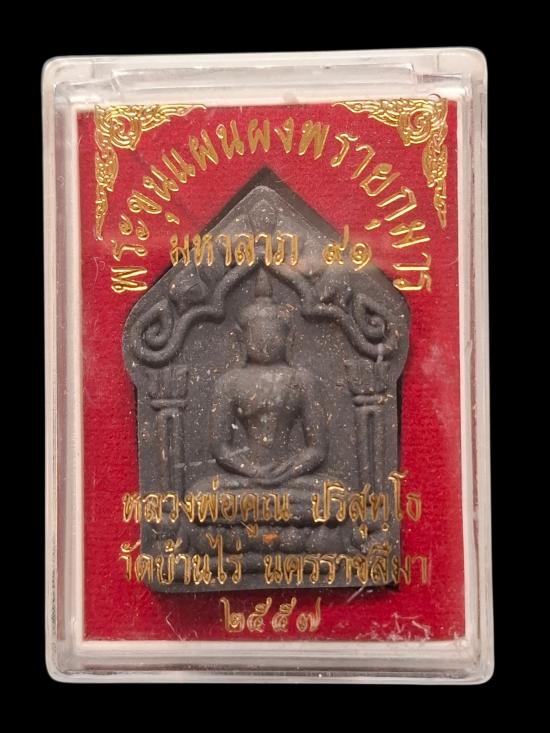 พระขุนแผนผงพรายกุมาร
มหาลาภ ๙๑
หลวงพ่อคูณ ปริสุทฺโธ
วัดบ้านไร่ นครราชสีมา
๒๕๕๗